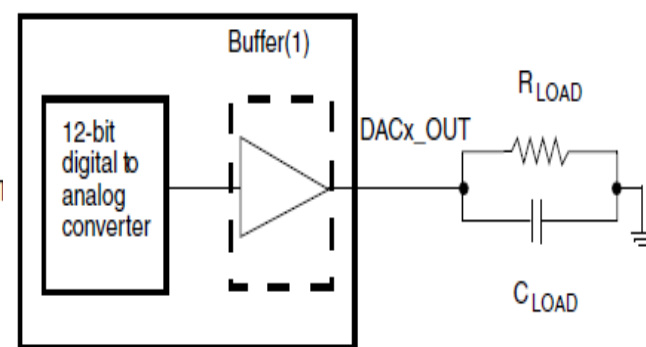 Buffer(1)
12-bit
digital to
analog
converter
DACx_OUT
RLOAD
CLOAD